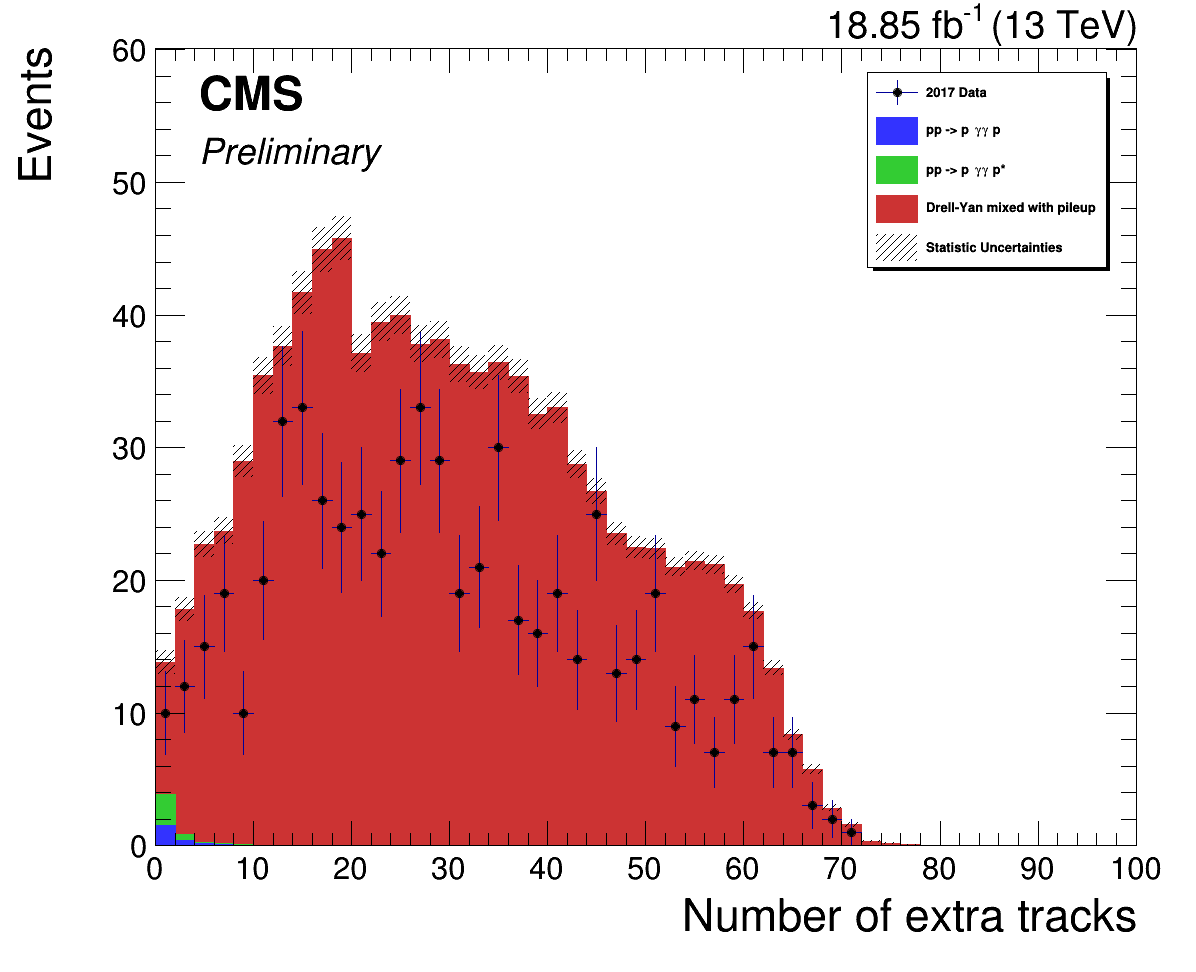 18.85 fb⁻¹ (13 TeV)
Events
CMS
Preliminary
2017 Data
pp -> p γγ p
pp -> p γγ p*
Drell-Yan mixed with pileup
Statistic Uncertainties
60
50
40
30
20
10
0
0 10 20 30 40 50 60 70 80 90 100
Number of extra tracks